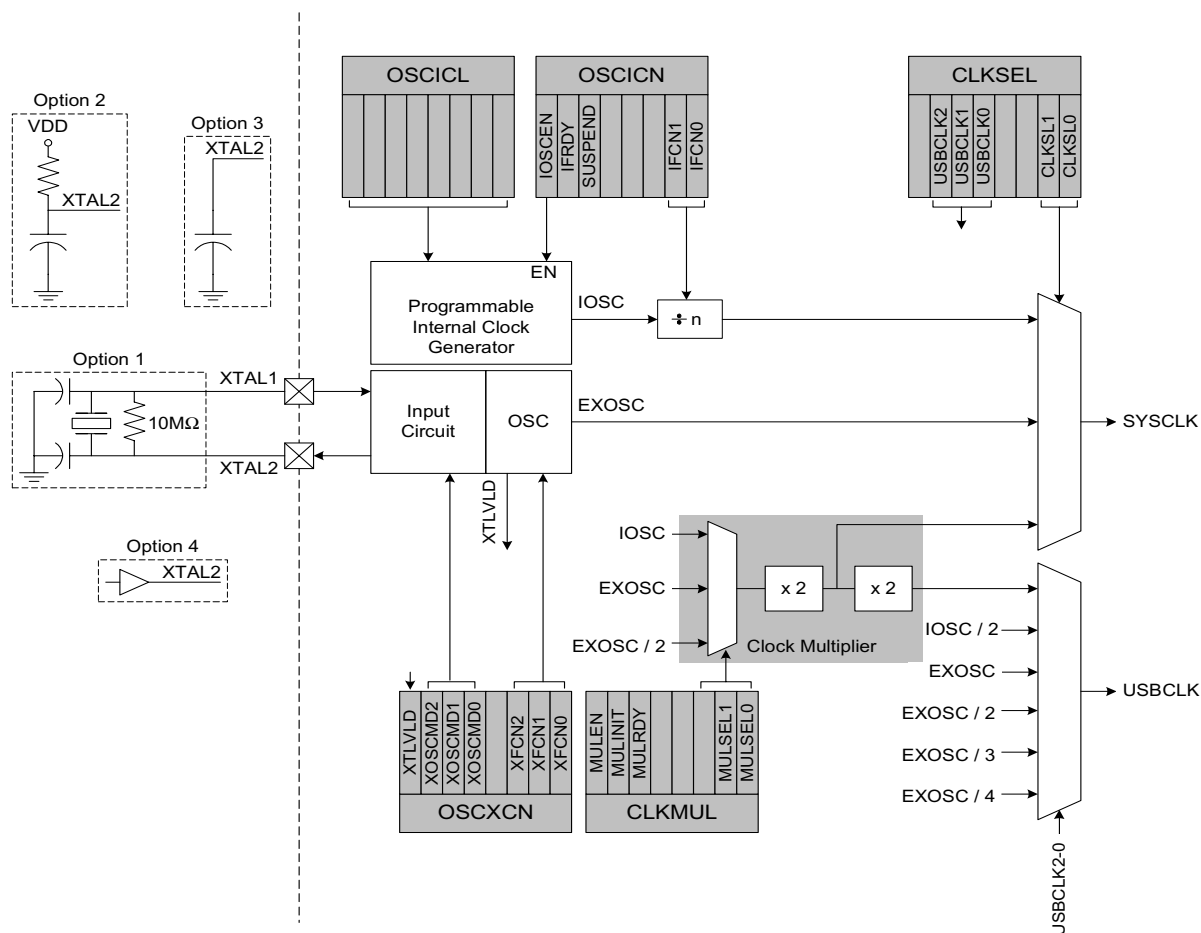 OSCICL
OSCICN
IOSCEN
IFRDY
SUSPEND
IFCN1
IFCN0
CLKSEL
USBCLK2
USBCLK1
USBCLK0
CLKSL1
CLKSL0
Option 2
VDD
XTAL2
Option 3
XTAL2
EN
Programmable
Internal Clock
Generator
IOSC
÷ n
Option 1
10MΩ
XTAL1
XTAL2
Input
Circuit
OSC
EXOSC
SYSCLK
XTLVLD
Option 4
XTAL2
IOSC
EXOSC
EXOSC / 2
x 2
x 2
Clock Multiplier
IOSC / 2
EXOSC
EXOSC / 2
EXOSC / 3
EXOSC / 4
USBCLK
USBCLK2-0
XTLVLD
XOSCMD2
XOSCMD1
XOSCMD0
XFCN2
XFCN1
XFCN0
OSCXCN
MULEN
MULINIT
MULRDY
MULSEL1
MULSEL0
CLKMUL